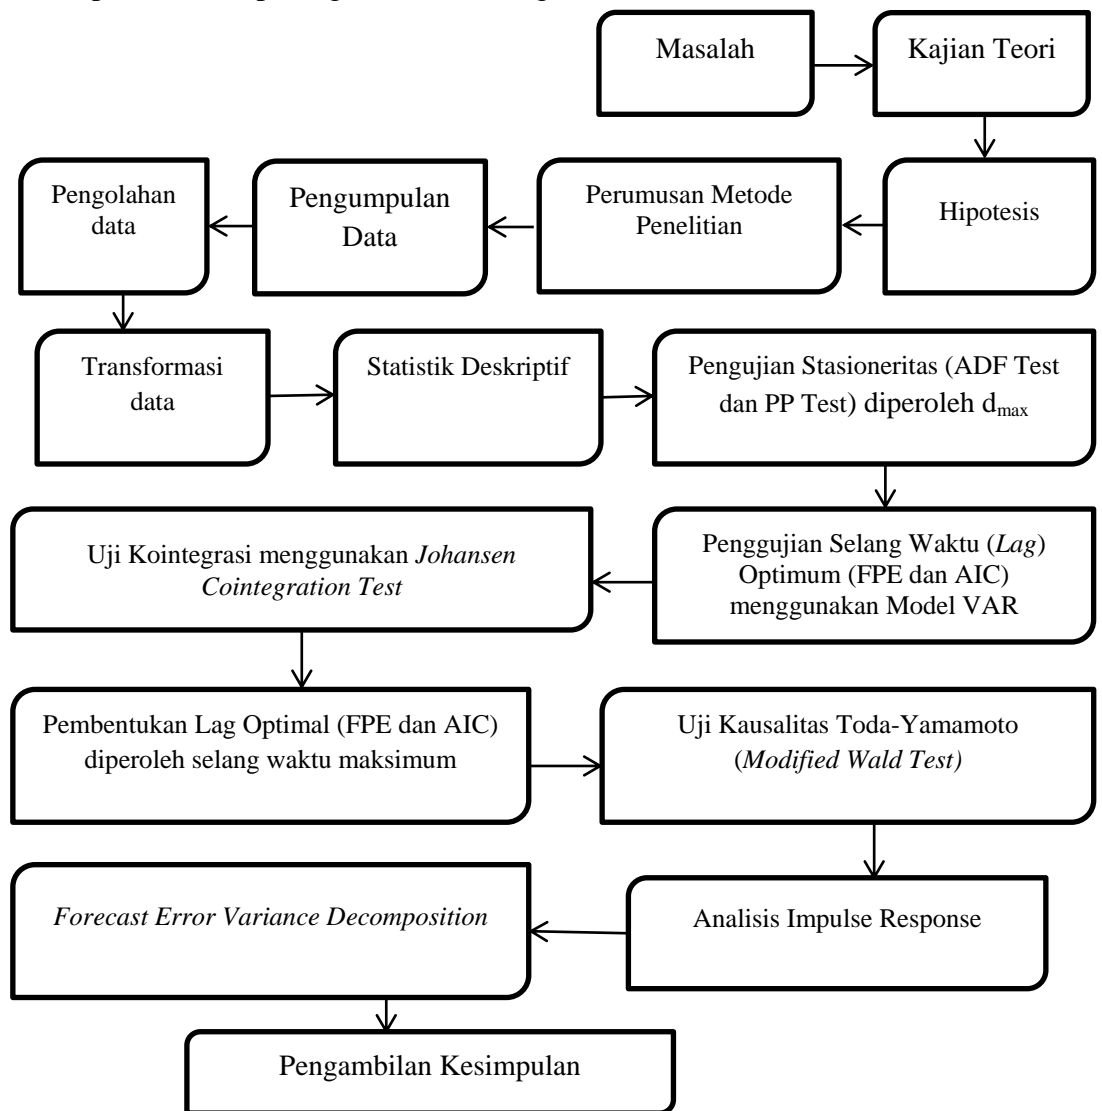 Masalah
Kajian Teori
Hipotesis
Perumusan Metode
Penelitian
Pengumpulan
Data
Pengolahan
data
Transformasi
data
Statistik Deskriptif
Pengujian Stasioneritas (ADF Test
dan PP Test) diperoleh dmax
Penggujian Selang Waktu (Lag)
Optimum (FPE dan AIC)
menggunakan Model VAR
Uji Kointegrasi menggunakan Johansen
Cointegration Test
Pembentukan Lag Optimal (FPE dan AIC)
diperoleh selang waktu maksimum
Uji Kausalitas Toda-Yamamoto
(Modified Wald Test)
Analisis Impulse Response
Forecast Error Variance Decomposition
Pengambilan Kesimpulan